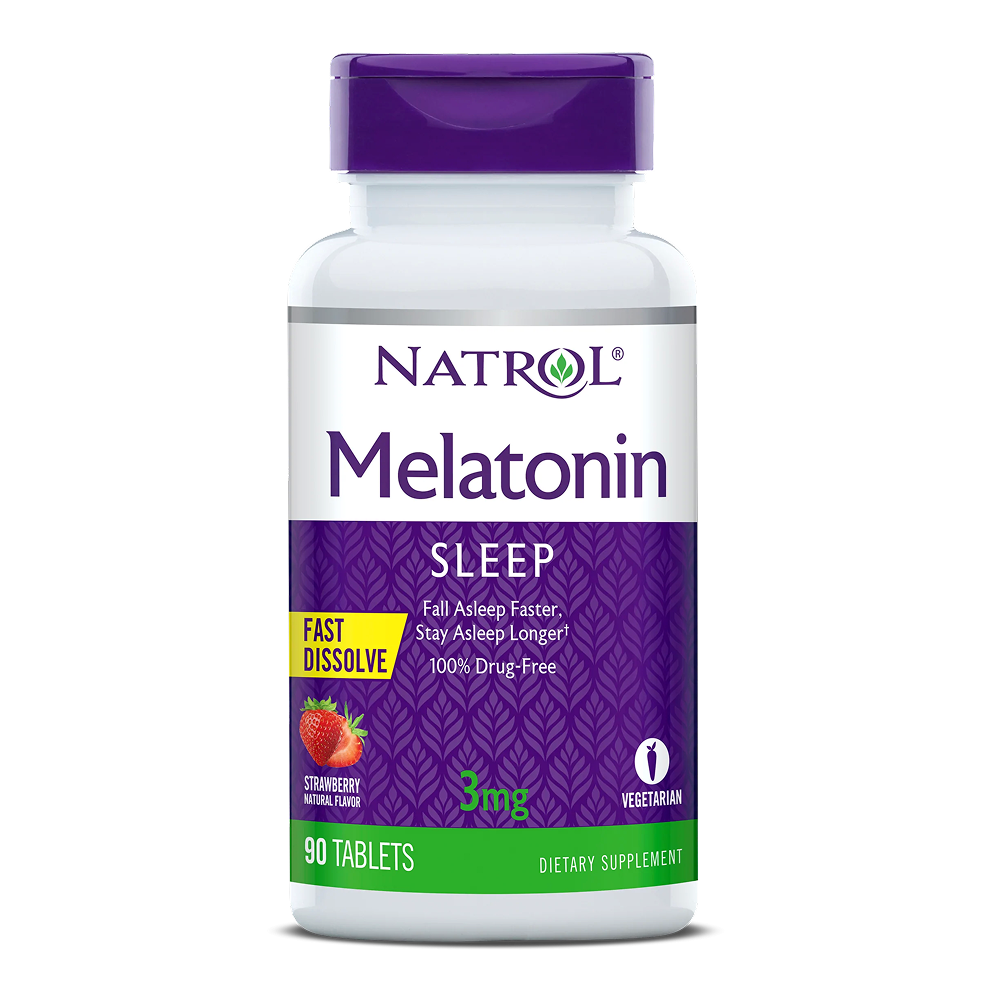 NATROL®
Melatonin
SLEEP
Fall Asleep Faster,
Stay Asleep Longer†
100% Drug-Free
FAST
DISSOLVE
STRAWBERRY
NATURAL FLAVOR
3mg
VEGETARIAN
90 TABLETS
DIETARY SUPPLEMENT